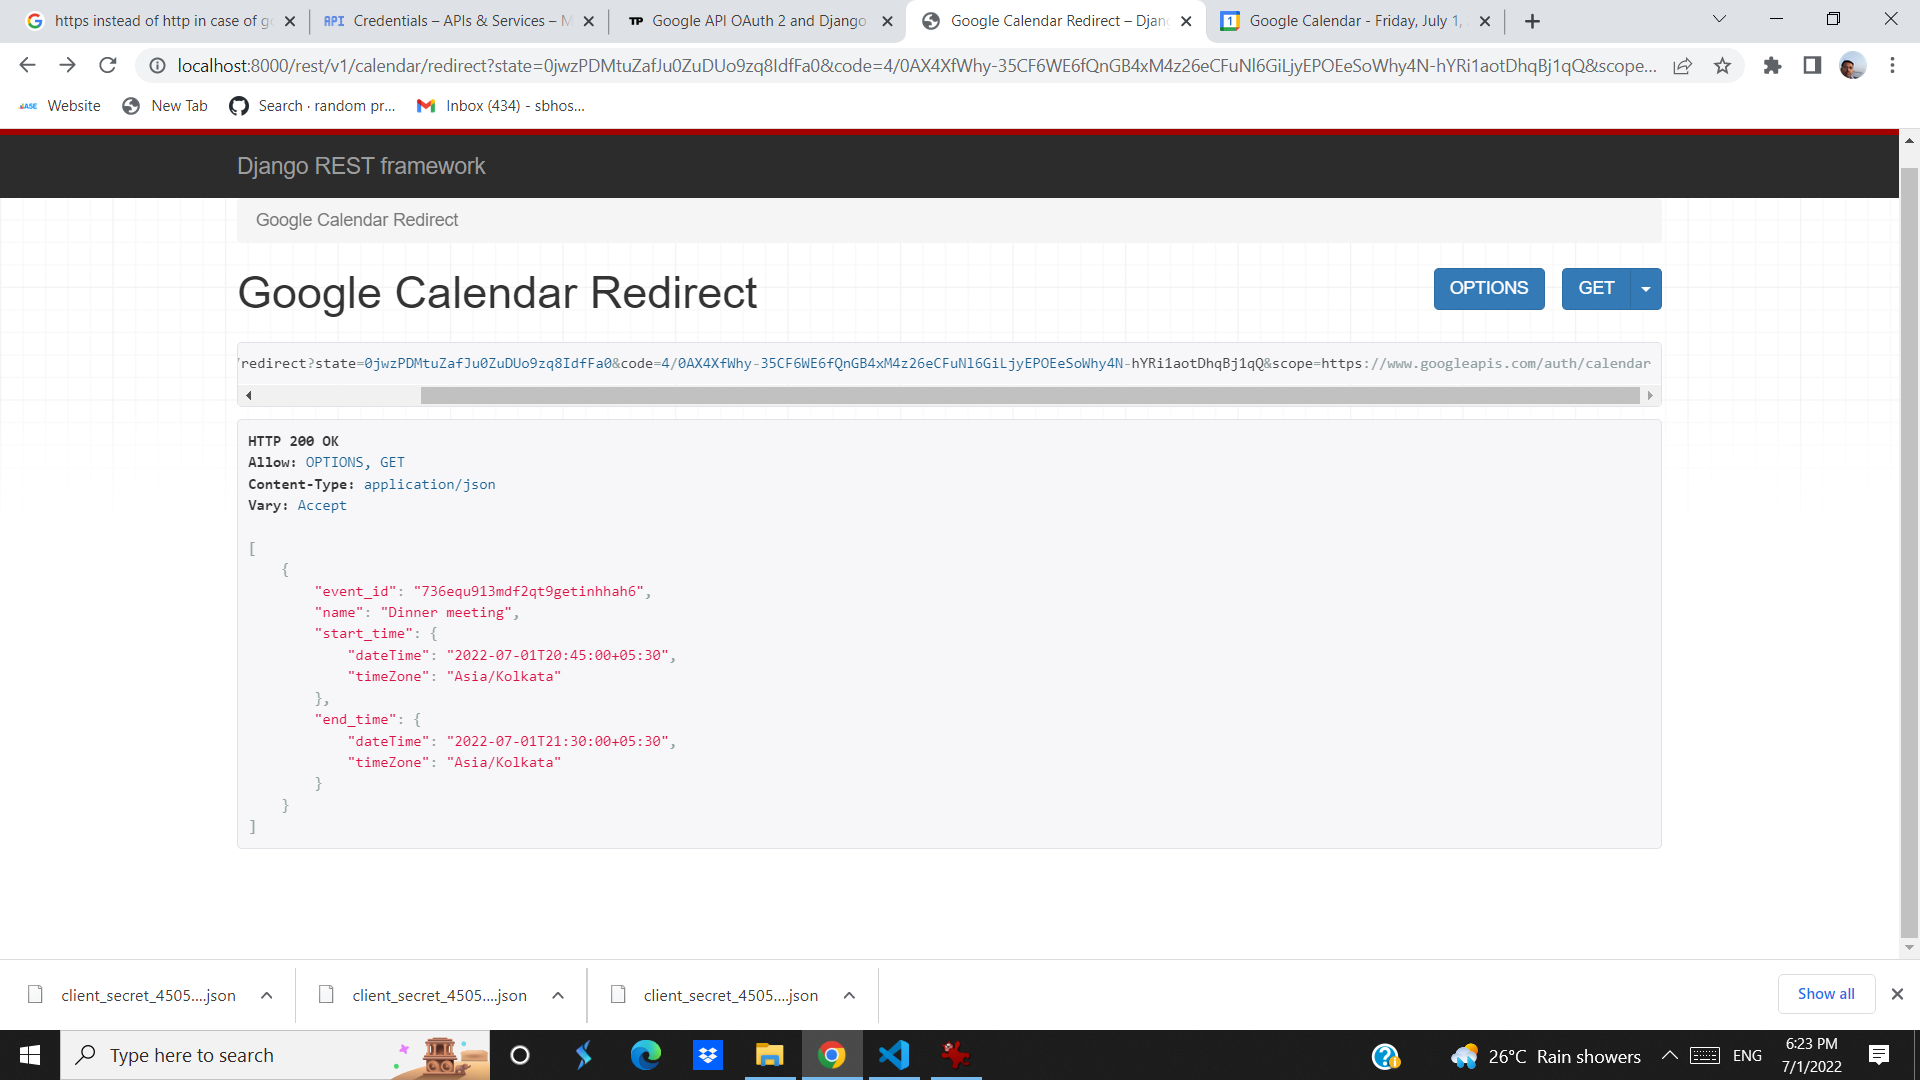 https instead of http in case of go
API Credentials – APIs & Services – M
TP Google API OAuth 2 and Django
Google Calendar Redirect – Djan
1 Google Calendar - Friday, July 1,
localhost:8000/rest/v1/calendar/redirect?state=0jwzPDMtuZafJu0ZuDUo9zq8IdfFa0&code=4/0AX4XfWhy-35CF6WE6fQnGB4xM4z26eCFuNl6GiLjyEPOEeSoWhy4N-hYRi1aotDhqBj1qQ&scope...
Website
New Tab
Search · random pr...
Inbox (434) - sbhos...
Django REST framework
Google Calendar Redirect
Google Calendar Redirect
OPTIONS
GET
/redirect?state=0jwzPDMtuZafJu0ZuDUo9zq8IdfFa0&code=4/0AX4XfWhy-35CF6WE6fQnGB4xM4z26eCFuNl6GiLjyEPOEeSoWhy4N-hYRi1aotDhqBj1qQ&scope=https://www.googleapis.com/auth/calendar
HTTP 200 OK
Allow: OPTIONS, GET
Content-Type: application/json
Vary: Accept
[
{
"event_id": "736equ913mdf2qt9getinhhah6",
"name": "Dinner meeting",
"start_time": {
"dateTime": "2022-07-01T20:45:00+05:30",
"timeZone": "Asia/Kolkata"
},
"end_time": {
"dateTime": "2022-07-01T21:30:00+05:30",
"timeZone": "Asia/Kolkata"
}
}
]
client_secret_4505....json
client_secret_4505....json
client_secret_4505....json
Show all
Type here to search
26°C Rain showers
ENG
6:23 PM
7/1/2022